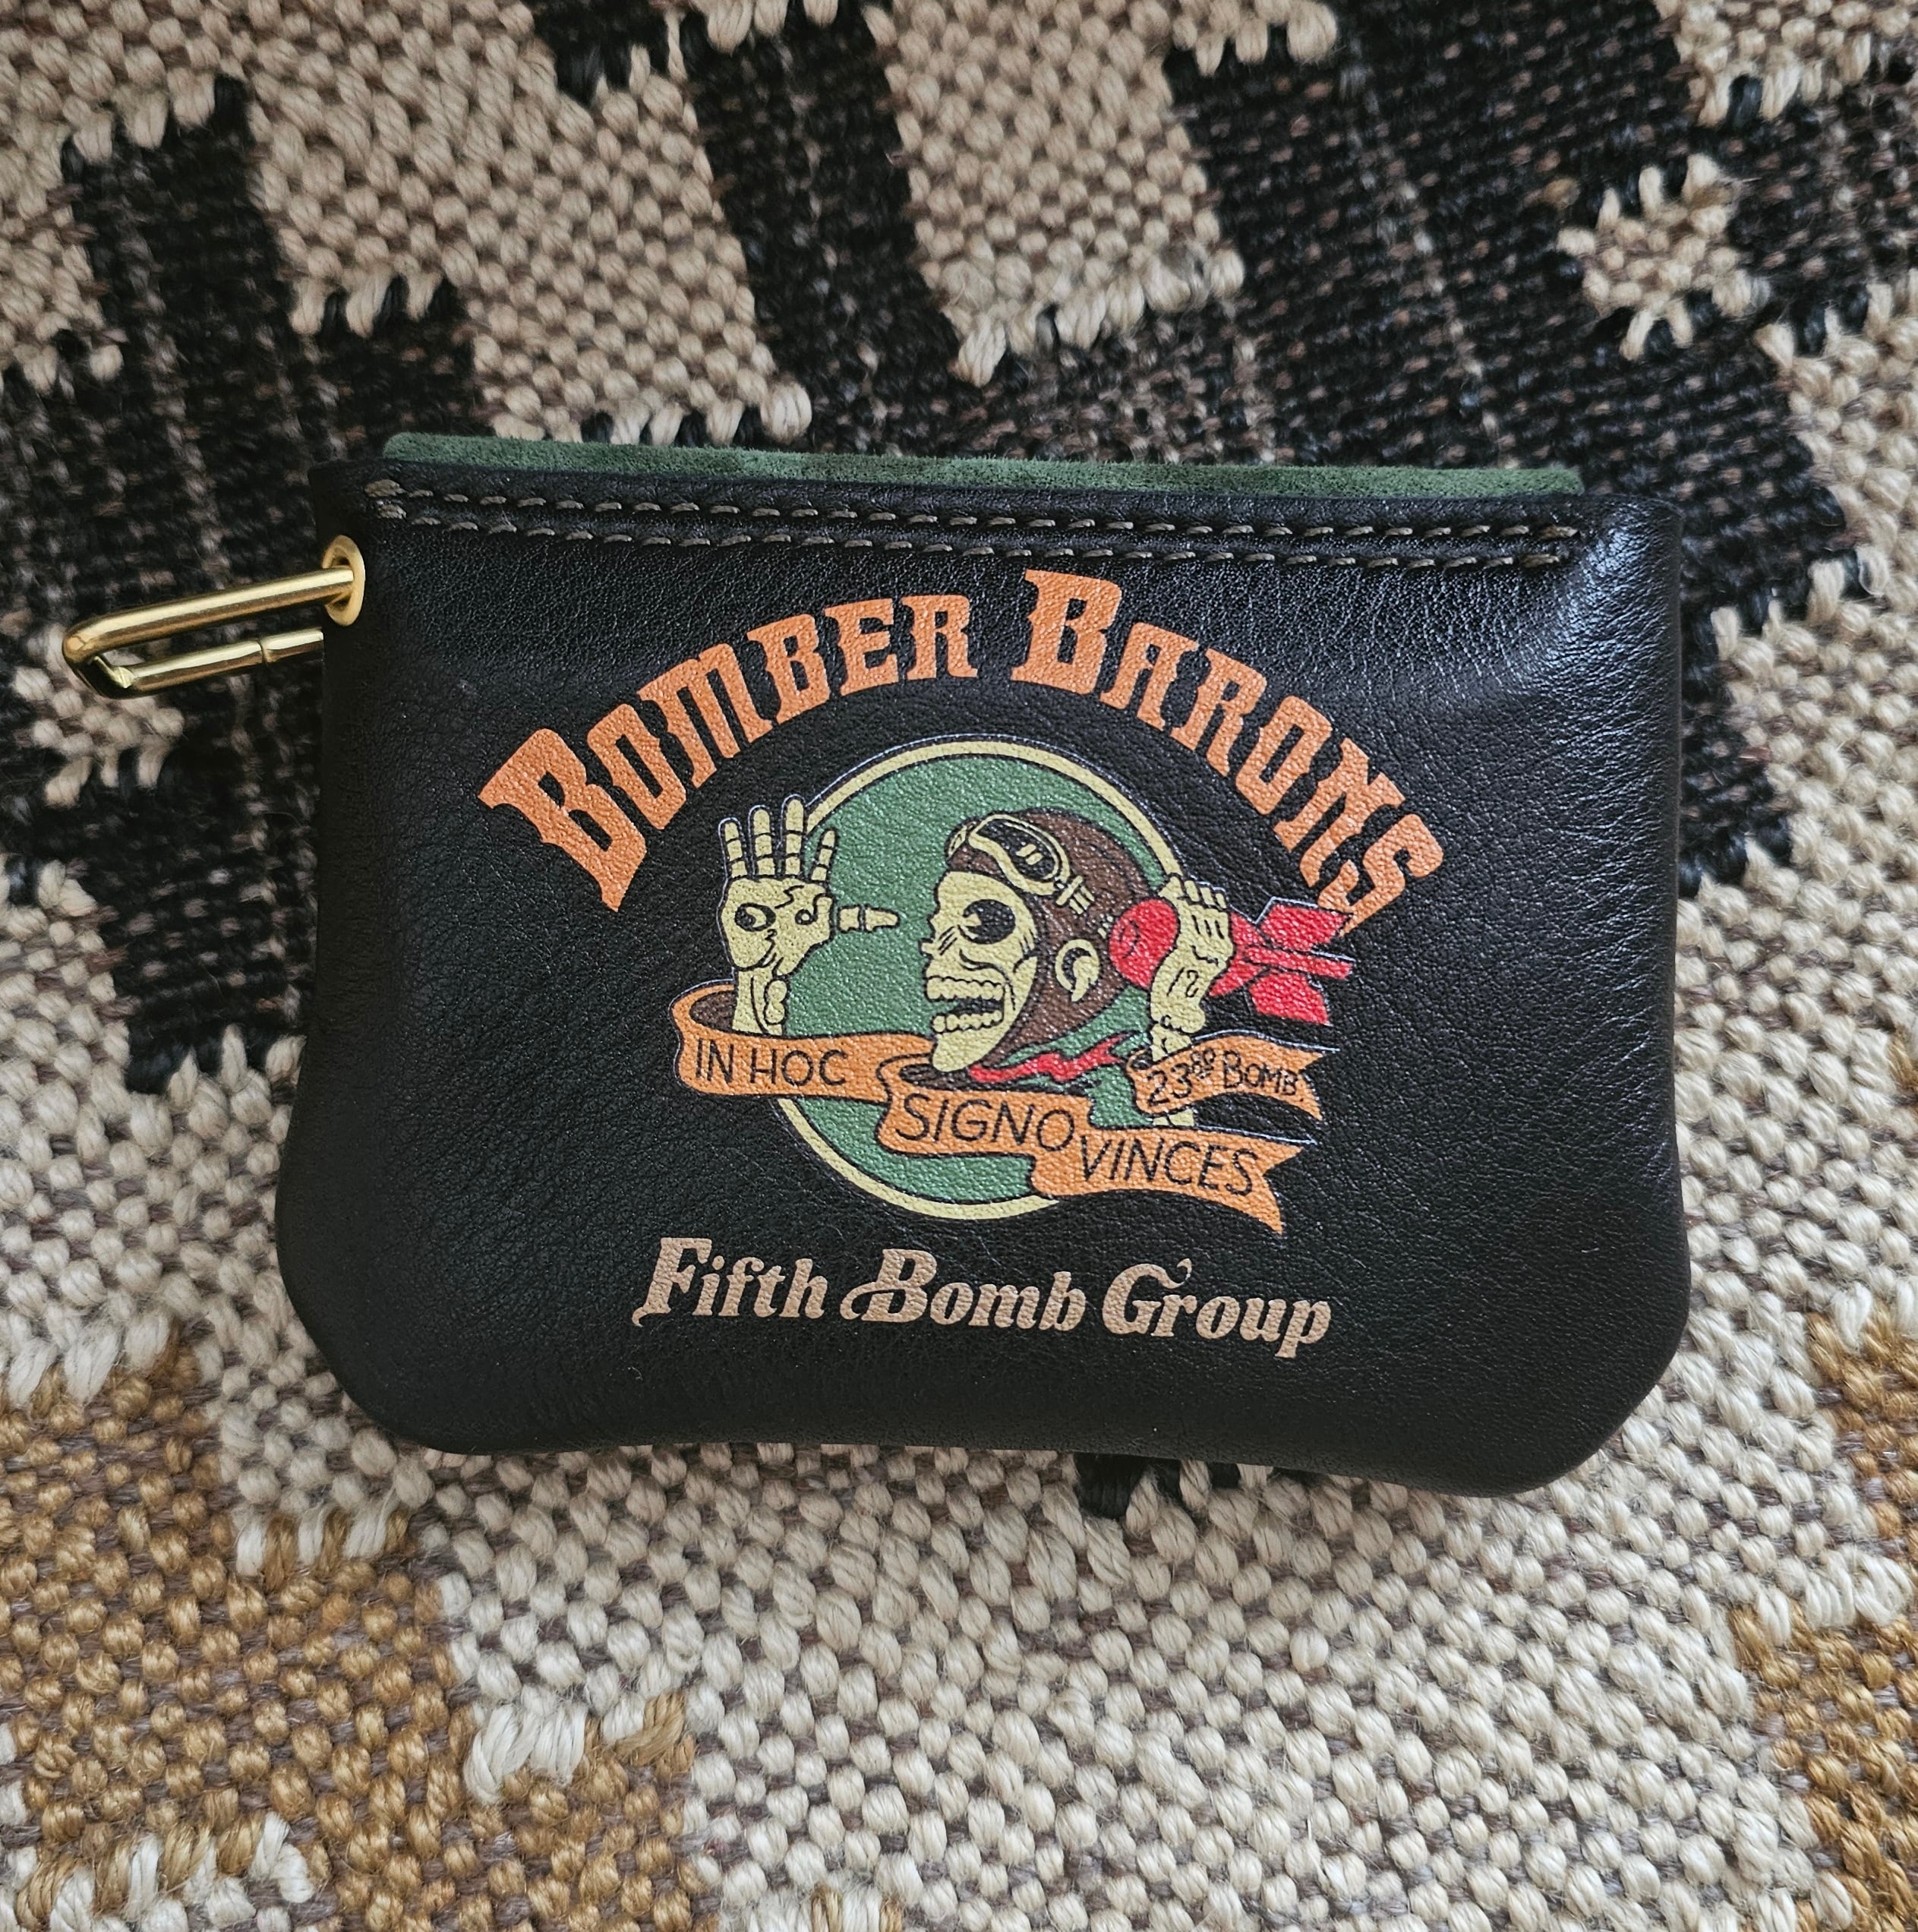 BOMBER BARONS
IN HOC
SIGNO
VINCES
23RD BOMB
Fifth Bomb Group